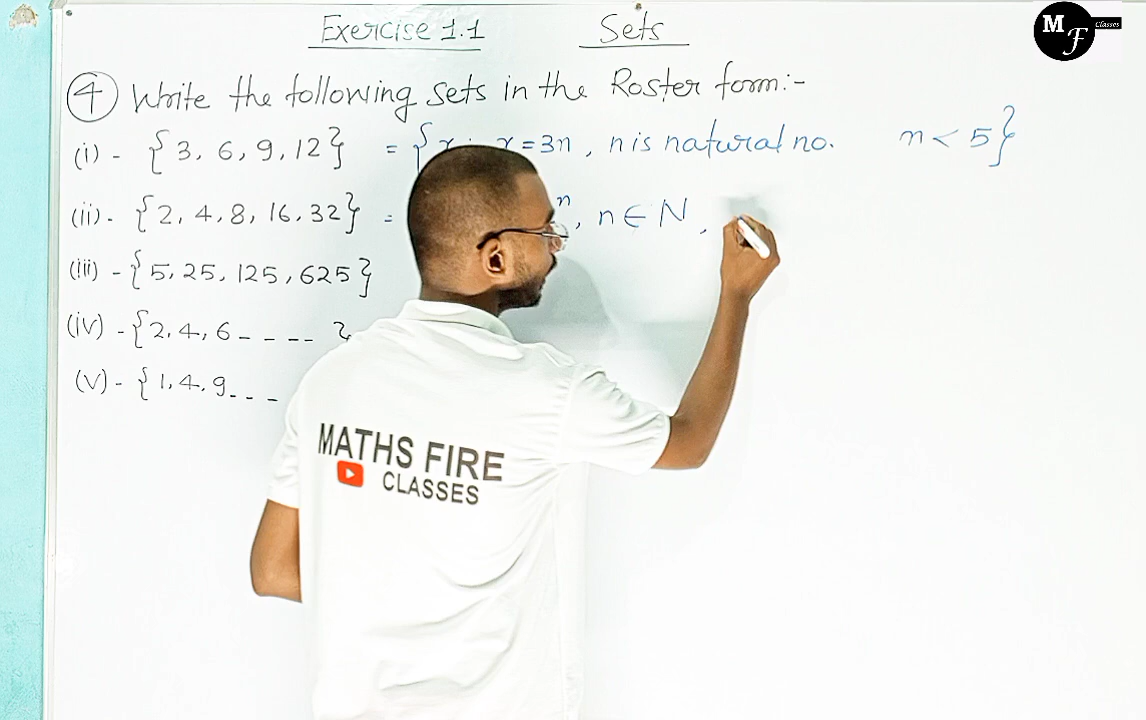 Exercise 1.1 Sets
M F Classes
4 Write the following sets in the Roster form:-
(i) - {3, 6, 9, 12} = {x = 3n, n is natural no. n < 5}
(ii) - {2, 4, 8, 16, 32} = n, n ∈ N,
(iii) - {5, 25, 125, 625}
(iv) - {2, 4, 6 - - - -
(v) - {1, 4, 9 - - -
MATHS FIRE
CLASSES